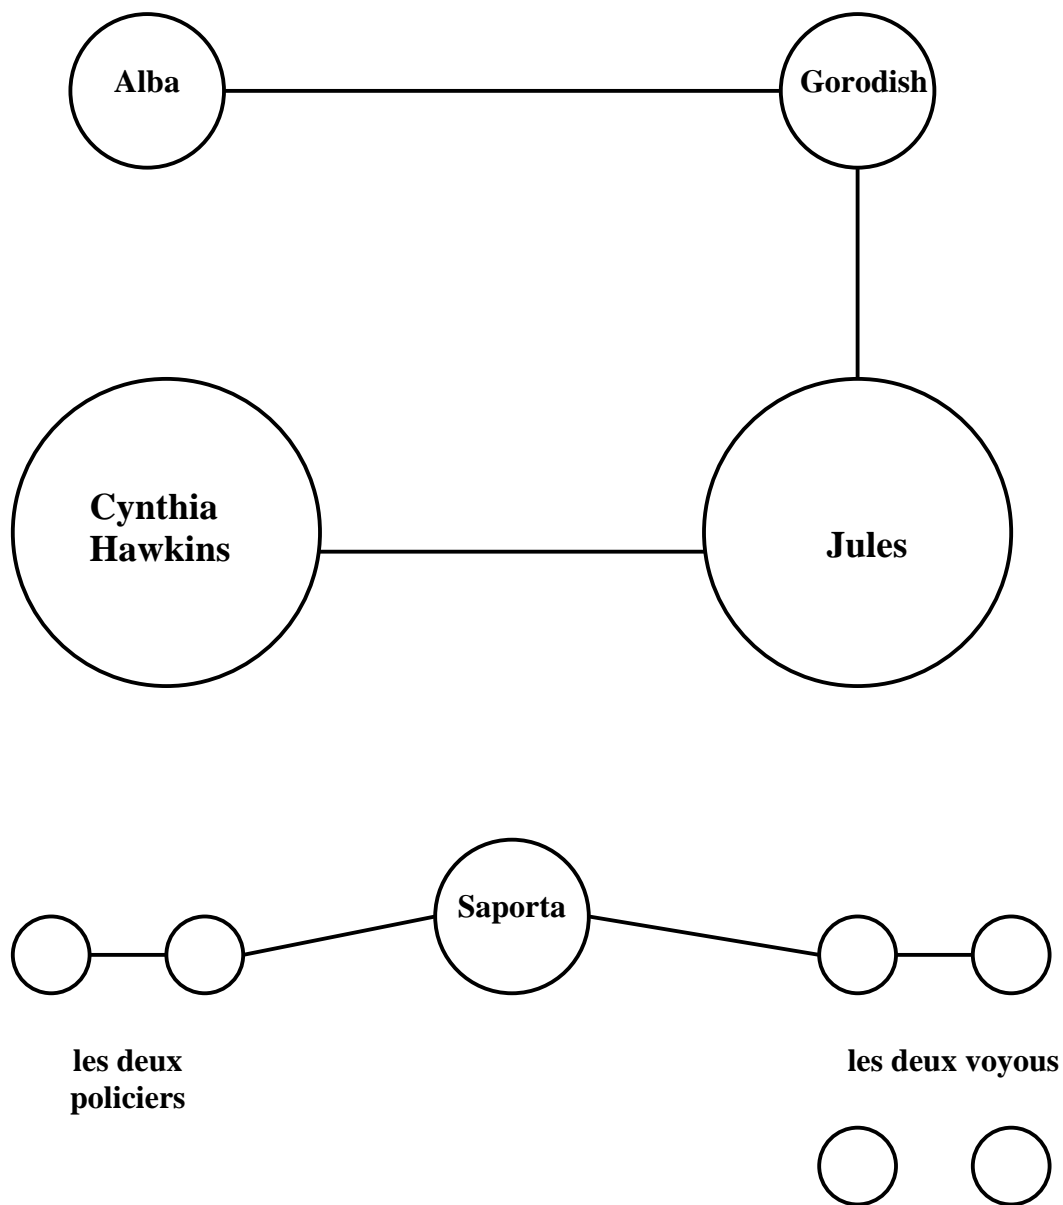 Alba
Gorodish
Cynthia
Hawkins
Jules
Saporta
les deux
policiers
les deux voyous